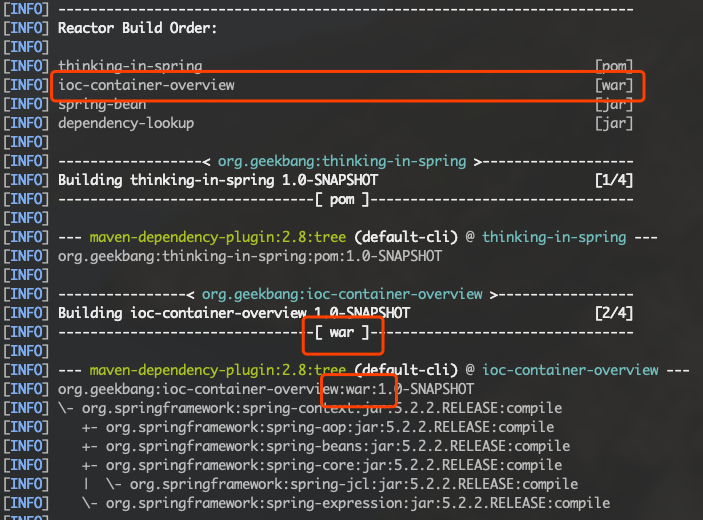 [INFO] ------------------------------------------------------------------------
[INFO] Reactor Build Order:
[INFO]
[INFO] thinking-in-spring [pom]
[INFO] ioc-container-overview [war]
[INFO] spring-bean [jar]
[INFO] dependency-lookup [jar]
[INFO]
[INFO] ------------------< org.geekbang:thinking-in-spring >-------------------
[INFO] Building thinking-in-spring 1.0-SNAPSHOT [1/4]
[INFO] --------------------------------[ pom ]---------------------------------
[INFO]
[INFO] --- maven-dependency-plugin:2.8:tree (default-cli) @ thinking-in-spring ---
[INFO] org.geekbang:thinking-in-spring:pom:1.0-SNAPSHOT
[INFO]
[INFO] ----------------< org.geekbang:ioc-container-overview >-----------------
[INFO] Building ioc-container-overview 1.0-SNAPSHOT [2/4]
[INFO] --------------------------------[ war ]---------------------------------
[INFO]
[INFO] --- maven-dependency-plugin:2.8:tree (default-cli) @ ioc-container-overview ---
[INFO] org.geekbang:ioc-container-overview:war:1.0-SNAPSHOT
[INFO] \- org.springframework:spring-context:jar:5.2.2.RELEASE:compile
[INFO]    +- org.springframework:spring-aop:jar:5.2.2.RELEASE:compile
[INFO]    +- org.springframework:spring-beans:jar:5.2.2.RELEASE:compile
[INFO]    +- org.springframework:spring-core:jar:5.2.2.RELEASE:compile
[INFO]    |  \- org.springframework:spring-jcl:jar:5.2.2.RELEASE:compile
[INFO]    \- org.springframework:spring-expression:jar:5.2.2.RELEASE:compile